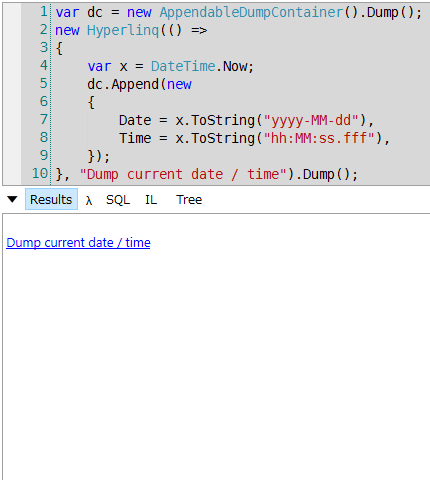 1 var dc = new AppendableDumpContainer().Dump();
2 new Hyperlinq(() =>
3 {
4     var x = DateTime.Now;
5     dc.Append(new
6     {
7         Date = x.ToString("yyyy-MM-dd"),
8         Time = x.ToString("hh:MM:ss.fff"),
9     });
10 }, "Dump current date / time").Dump();
Results λ SQL IL Tree
Dump current date / time